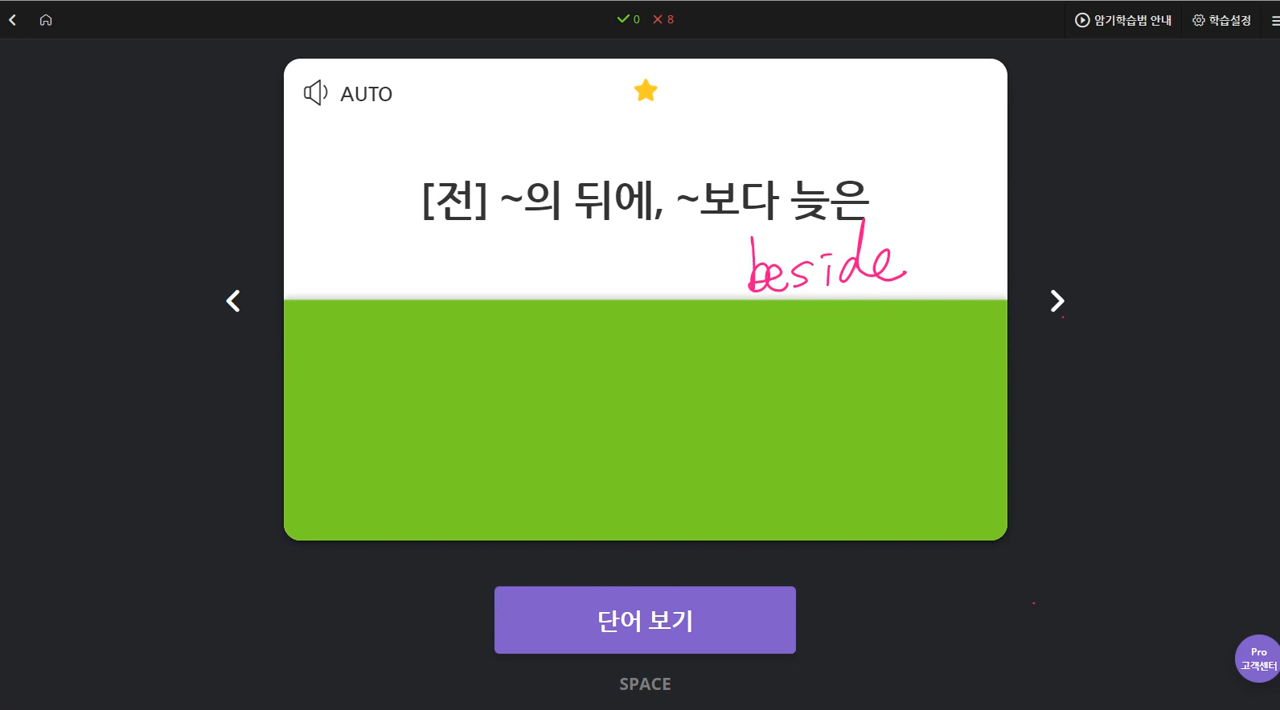 0 8 암기학습법 안내 학습설정
AUTO
[전] ~의 뒤에, ~보다 늦은
beside
단어 보기
SPACE
Pro
고객센터